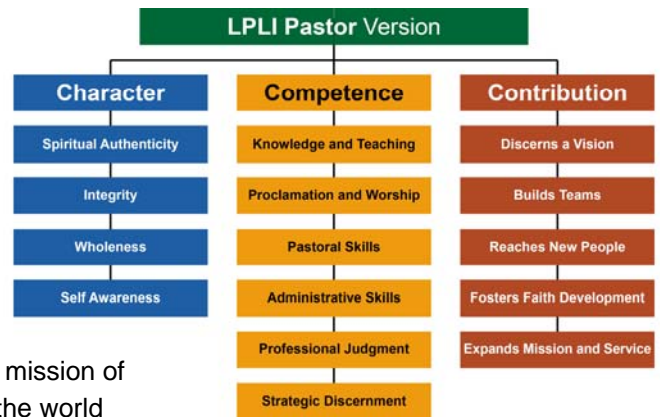 LPLI Pastor Version
Character
Spiritual Authenticity
Integrity
Wholeness
Self Awareness
Competence
Knowledge and Teaching
Proclamation and Worship
Pastoral Skills
Administrative Skills
Professional Judgment
Strategic Discernment
Contribution
Discerns a Vision
Builds Teams
Reaches New People
Fosters Faith Development
Expands Mission and Service
mission of
the world